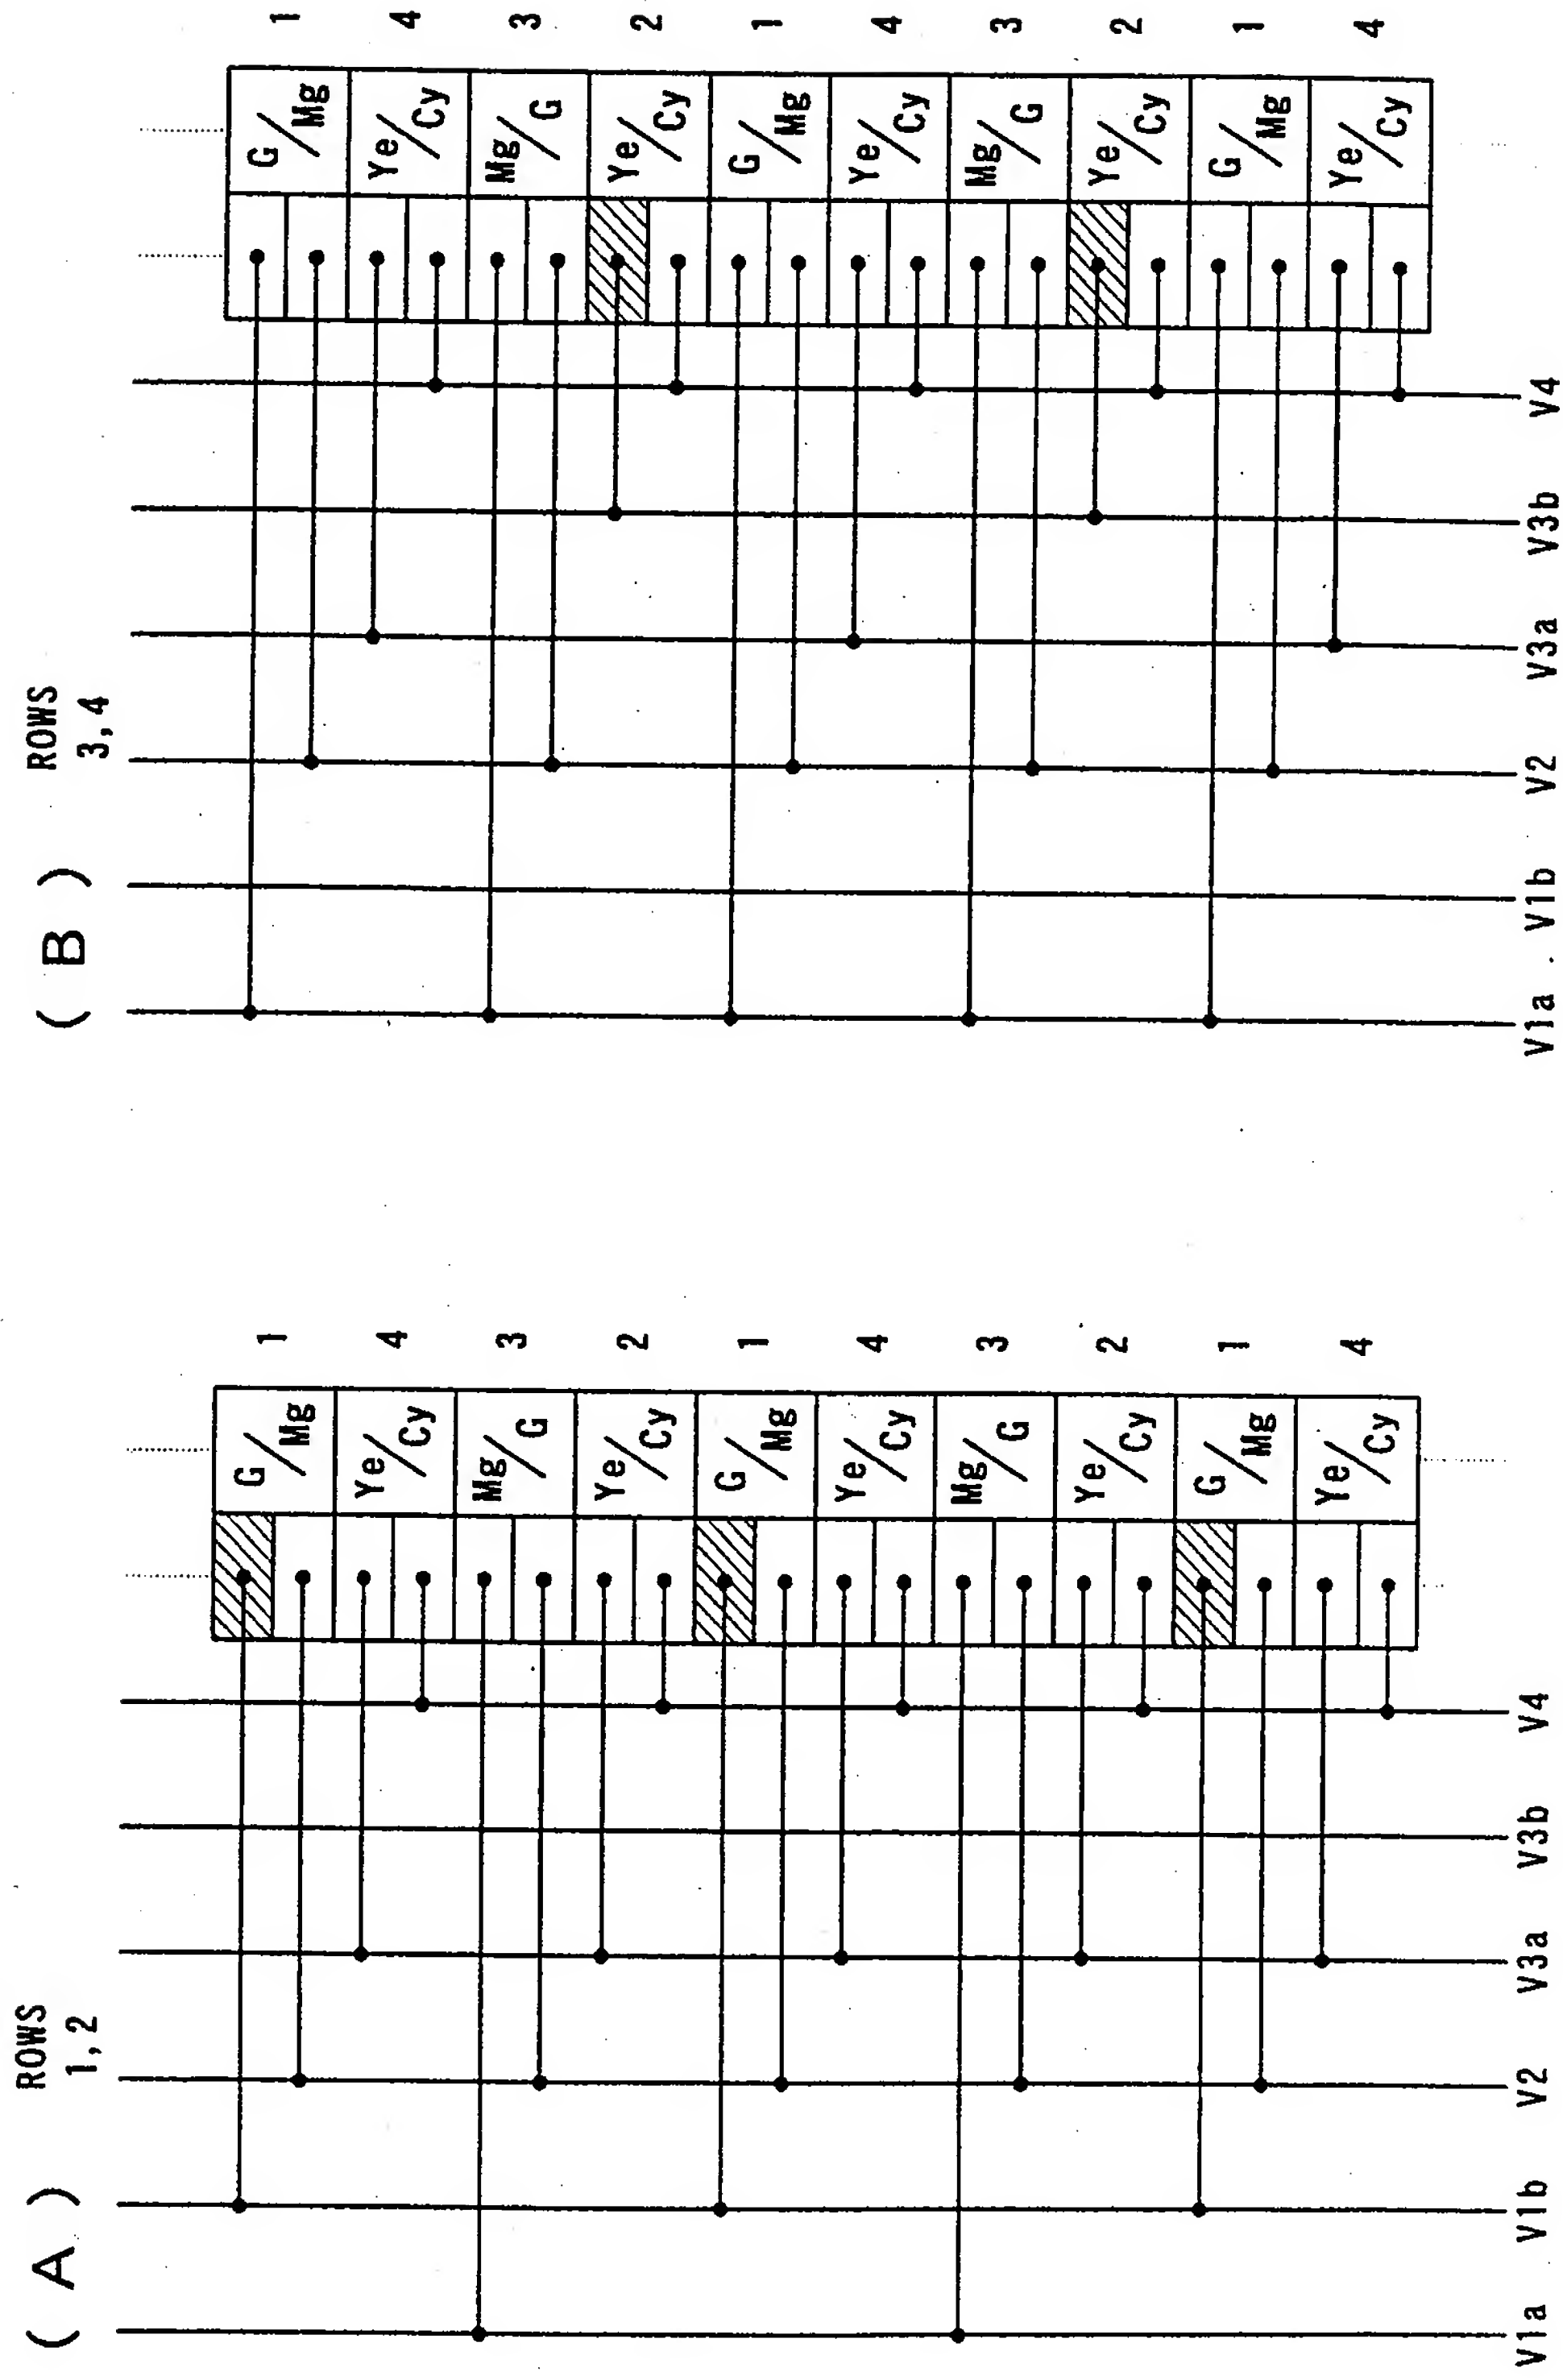 ( A )
ROWS
1, 2
G/Mg 1
Ye/Cy 4
Mg/G 3
Ye/Cy 2
G/Mg 1
Ye/Cy 4
Mg/G 3
Ye/Cy 2
G/Mg 1
Ye/Cy 4
V1a V1b V2 V3a V3b V4
( B )
ROWS
3, 4
G/Mg 1
Ye/Cy 4
Mg/G 3
Ye/Cy 2
G/Mg 1
Ye/Cy 4
Mg/G 3
Ye/Cy 2
G/Mg 1
Ye/Cy 4
V1a V1b V2 V3a V3b V4